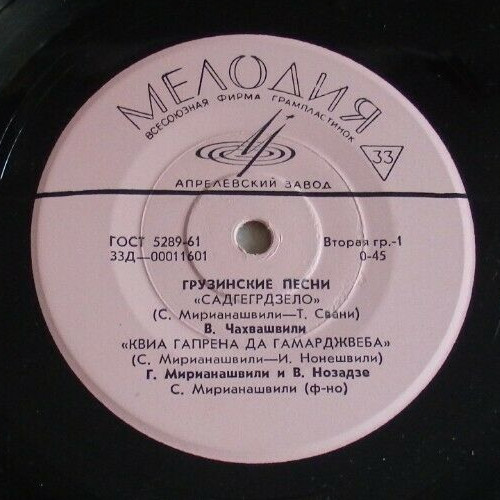 МЕЛОДИЯ
ВСЕСОЮЗНАЯ ФИРМА ГРАМПЛАСТИНОК
33
АПРЕЛЕВСКИЙ ЗАВОД
ГОСТ 5289-61
Вторая гр.-1
33Д—00011601
0-45
ГРУЗИНСКИЕ ПЕСНИ
«САДГЕГРДЗЕЛО»
(С. Мирианашвили—Т. Свани)
В. Чахвашвили
«КВИА ГАПРЕНА ДА ГАМАРДЖВЕБА»
(С. Мирианашвили—И. Нонешвили)
Г. Мирианашвили и В. Нозадзе
С. Мирианашвили (ф-но)